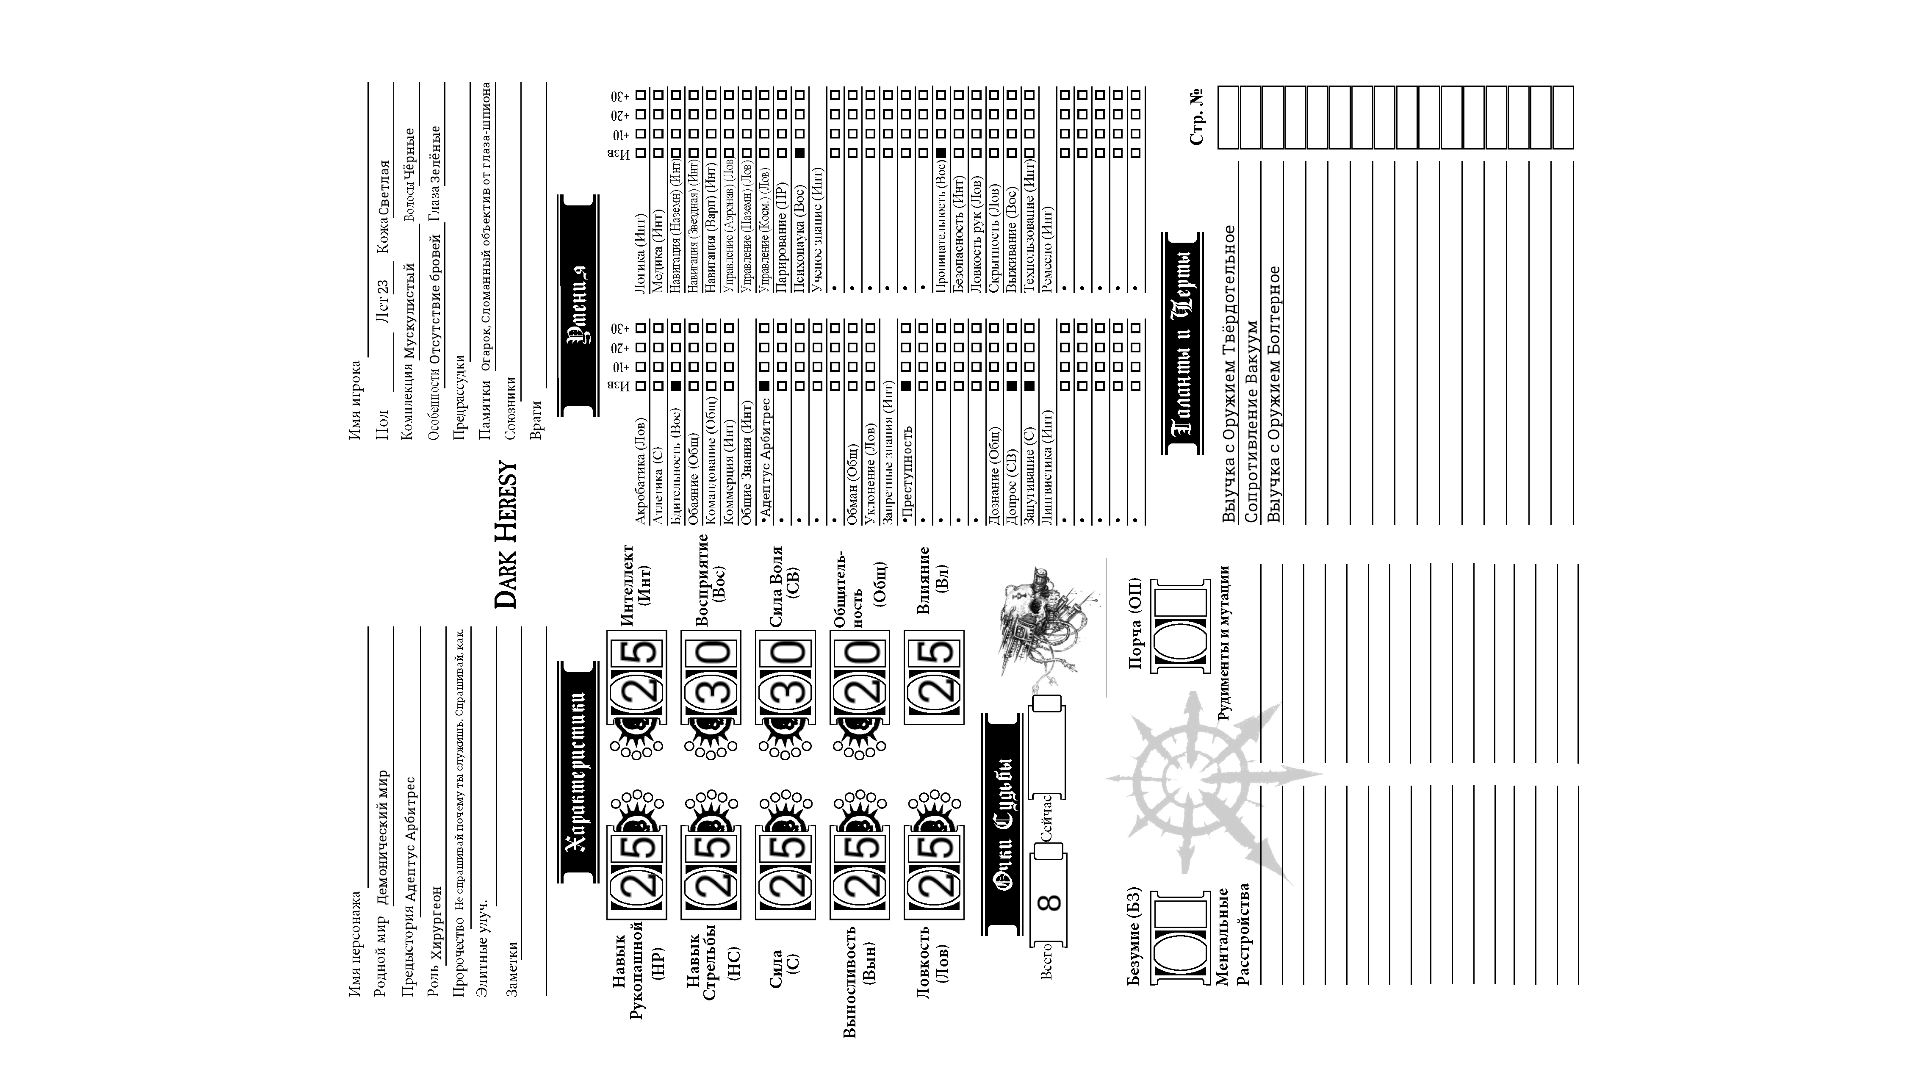 Имя персонажа
Родной мир Демонический мир
Предыстория Адептус Арбитрес
Роль Хирургеон
Пророчество Не спрашивай почему ты служишь. Спрашивай, как.
Элитные улуч.
Заметки
DARK HERESY
Имя игрока
Пол Лет 23 Кожа Светлая
Комплекция Мускулистый Волосы Чёрные
Особенности Отсутствие бровей Глаза Зелёные
Предрассудки
Памятки Огарок, Сломанный объектив от глаза-шпиона
Союзники
Враги
Характеристики
Навык Рукопашной (НР) 25
25 Интеллект (Инт)
Навык Стрельбы (НС) 25
30 Восприятие (Вос)
Сила (С) 25
30 Сила Воля (СВ)
Выносливость (Вын) 25
20 Общитель-
ность (Общ)
Ловкость (Лов) 25
25 Влияние (Вл)
Очки Судьбы
Всего 8 Сейчас
Безумие (БЗ)
Порча (ОП)
Ментальные
Расстройства
Рудименты и мутации
Умения
Изв +10 +20 +30
Акробатика (Лов)
Атлетика (С)
Бдительность (Вос)
Обаяние (Общ)
Командование (Общ)
Коммерция (Инт)
Общие Знания (Инт)
•Адептус Арбитрес
•
•
•
•
Обман (Общ)
Уклонение (Лов)
Запретные знания (Инт)
•Преступность
•
•
•
•
Дознание (Общ)
Допрос (СВ)
Запугивание (С)
Лингвистика (Инт)
•
•
•
•
•
Изв +10 +20 +30
Логика (Инт)
Медика (Инт)
Навигация (Наземн) (Инт)
Навигация (Звездная) (Инт)
Навигация (Варп) (Инт)
Управление (Аэронав) (Лов)
Управление (Наземн) (Лов)
Управление (Косм.) (Лов)
Парирование (НР)
Психонаука (Вос)
Ученое знание (Инт)
•
•
•
•
•
•
Проницательность (Вос)
Безопасность (Инт)
Ловкость рук (Лов)
Скрытность (Лов)
Выживание (Вос)
Техпользование (Инт)
Ремесло (Инт)
•
•
•
•
•
Таланты и Черты
Стр. №
Выучка с Оружием Твёрдотельное
Сопротивление Вакуум
Выучка с Оружием Болтерное